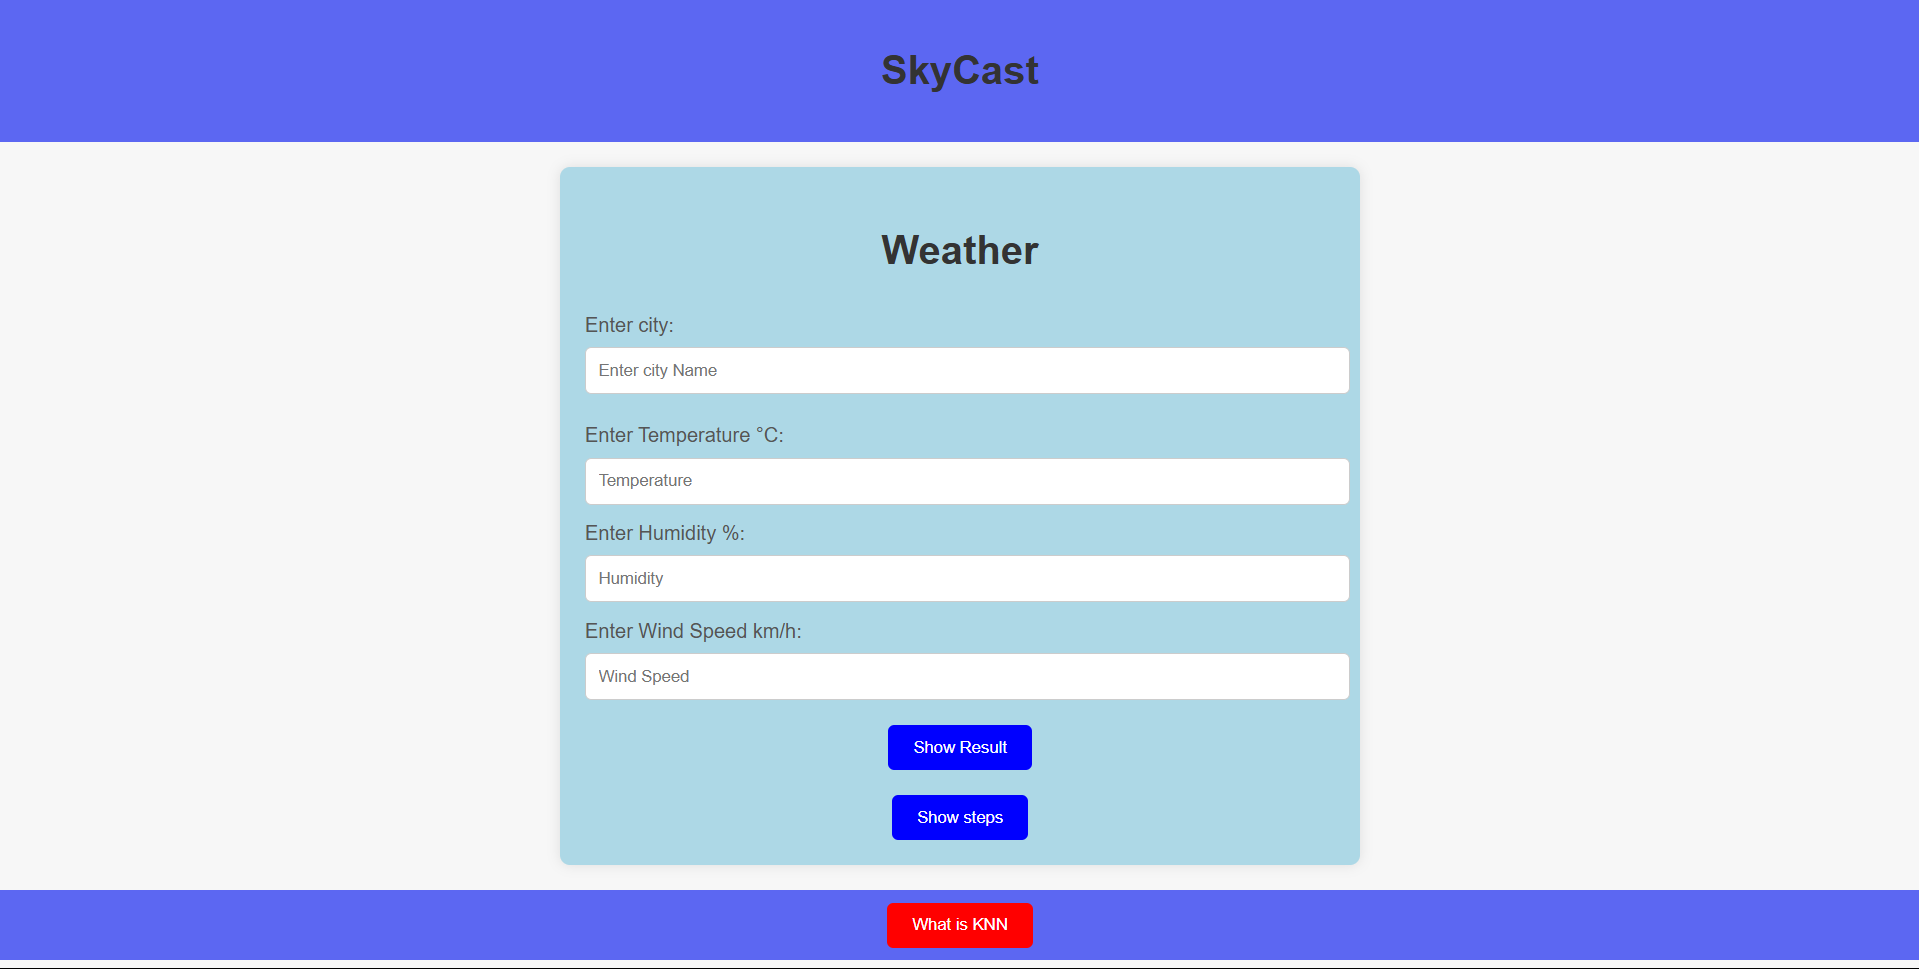 SkyCast
Weather
Enter city:
Enter city Name
Enter Temperature °C:
Temperature
Enter Humidity %:
Humidity
Enter Wind Speed km/h:
Wind Speed
Show Result
Show steps
What is KNN